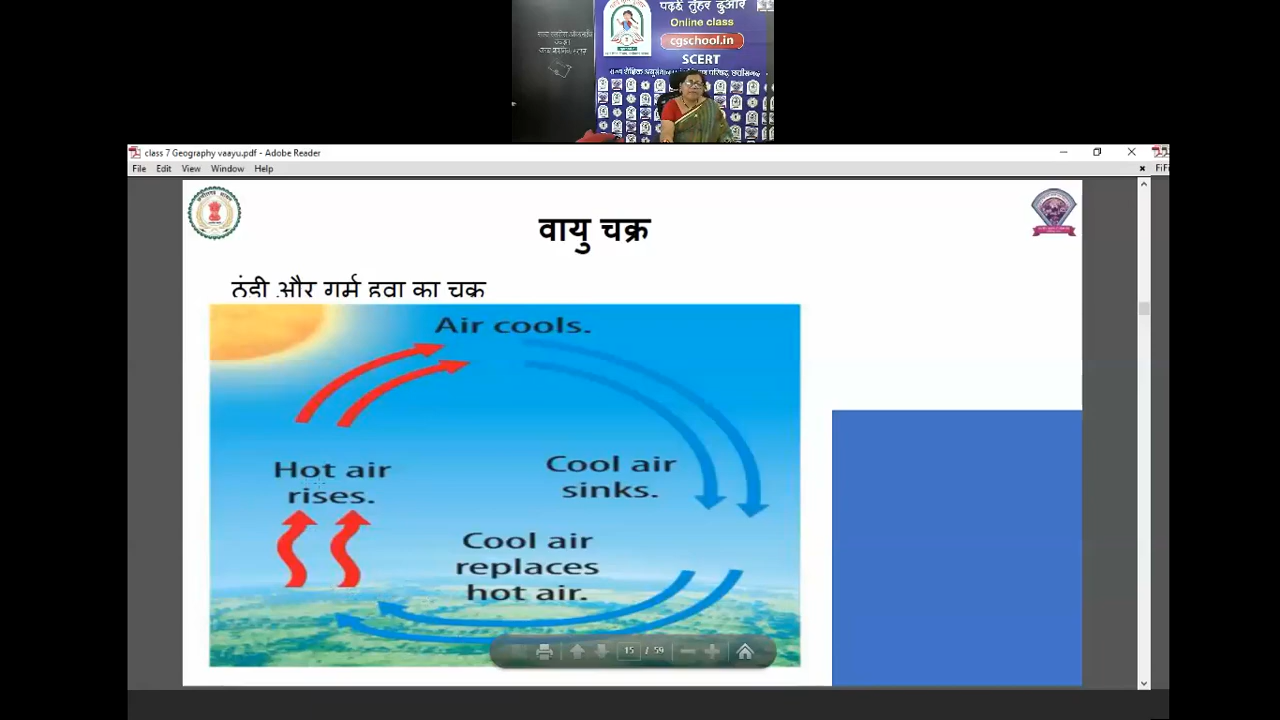 पढ़ई तुंहर दुआर
Online class
cgschool.in
SCERT
class 7 Geography vaayu.pdf - Adobe Reader
File Edit View Window Help
वायु चक्र
ठंडी और गर्म हवा का चक्र
Air cools.
Hot air
rises.
Cool air
sinks.
Cool air
replaces
hot air.
15 / 59